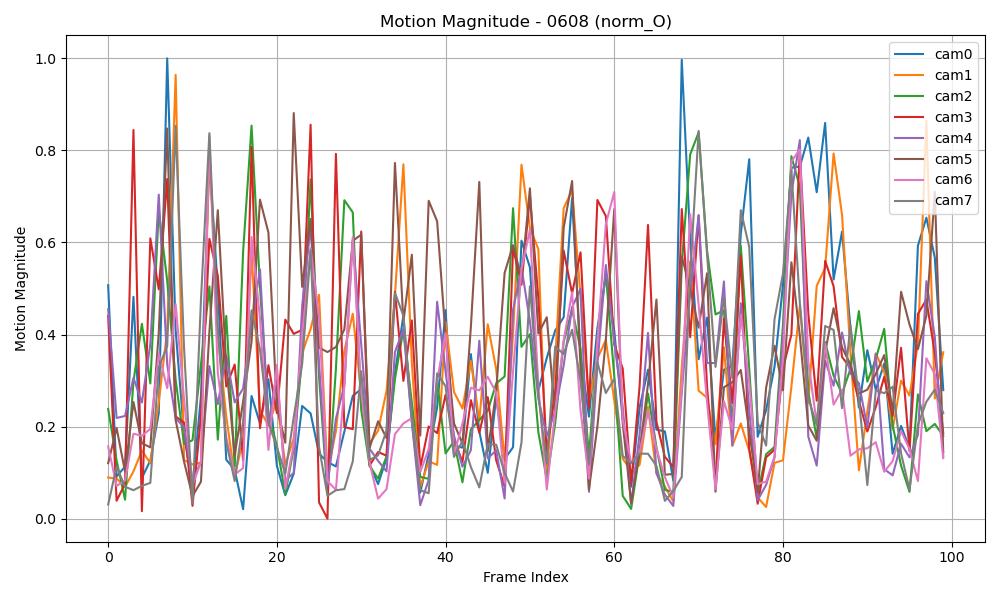 Motion Magnitude - 0608 (norm_O)
Motion Magnitude
1.0
0.8
0.6
0.4
0.2
0.0
0
20
40
60
80
100
Frame Index
cam0
cam1
cam2
cam3
cam4
cam5
cam6
cam7